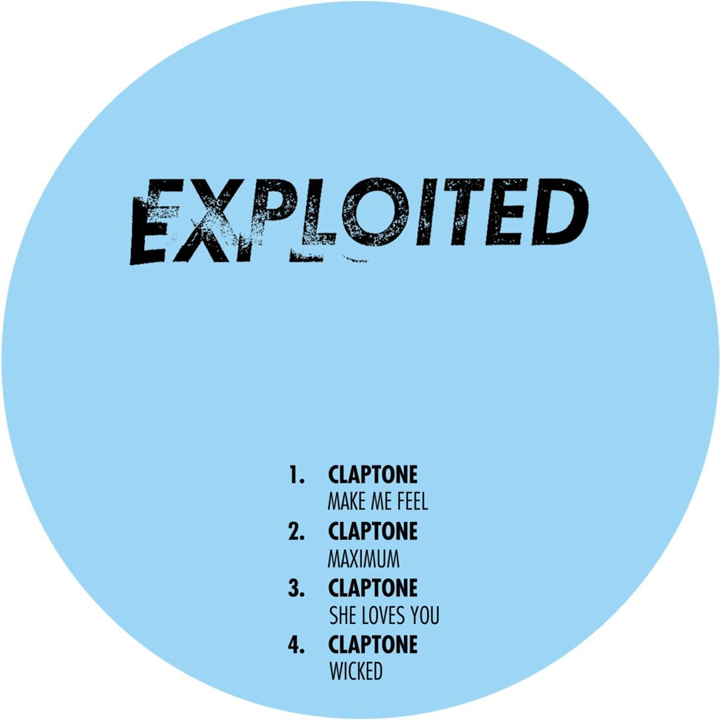 EXPLOITED
1. CLAPTONE
MAKE ME FEEL
2. CLAPTONE
MAXIMUM
3. CLAPTONE
SHE LOVES YOU
4. CLAPTONE
WICKED